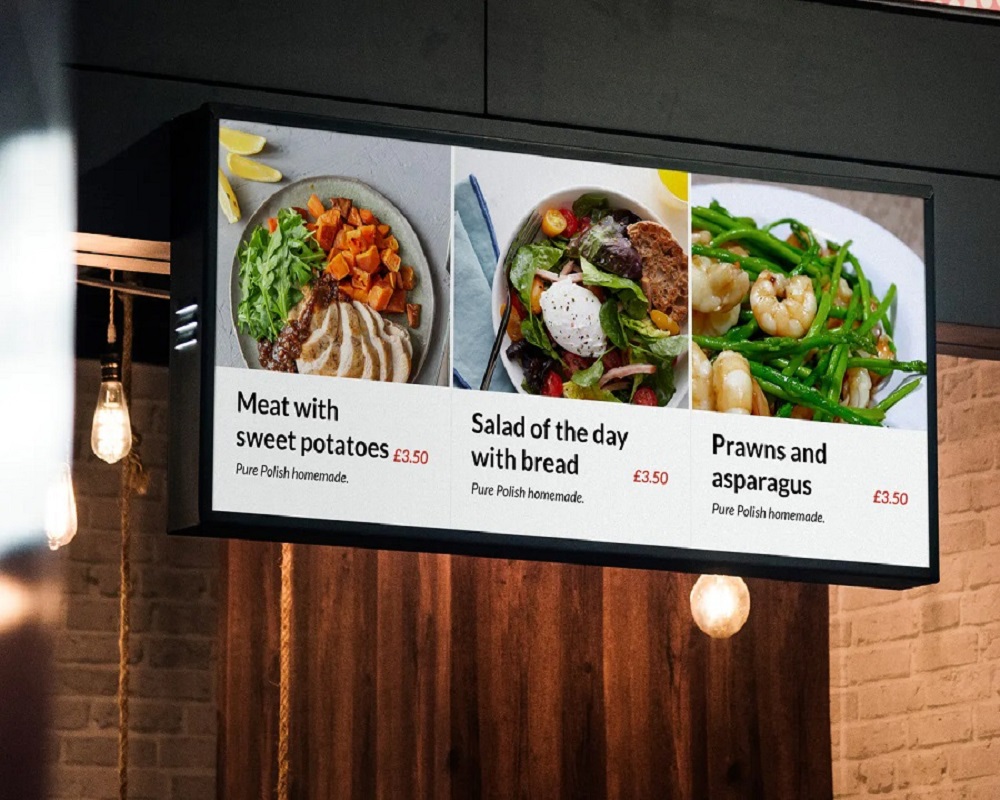 Meat with
sweet potatoes £3.50
Pure Polish homemade.
Salad of the day
with bread £3.50
Pure Polish homemade.
Prawns and
asparagus £3.50
Pure Polish homemade.